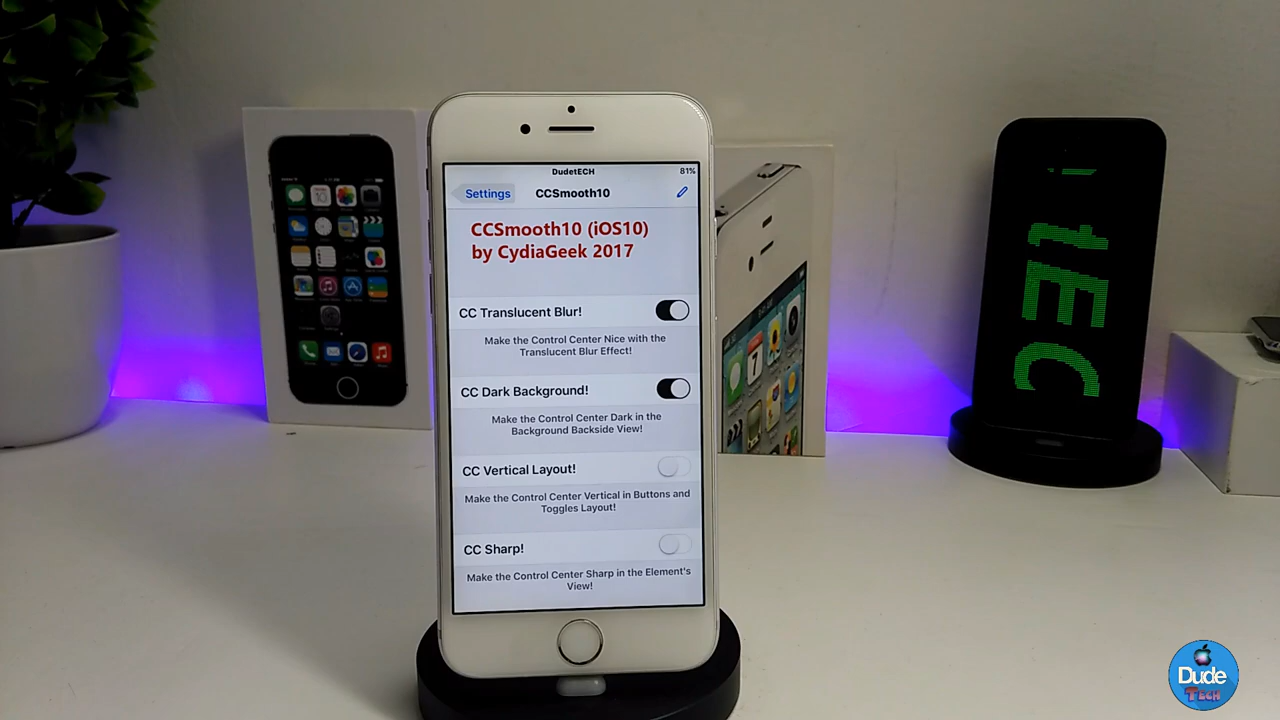 DudetECH
81%
Settings
CCSmooth10
CCSmooth10 (iOS10)
by CydiaGeek 2017
CC Translucent Blur!
Make the Control Center Nice with the
Translucent Blur Effect!
CC Dark Background!
Make the Control Center Dark in the
Background Backside View!
CC Vertical Layout!
Make the Control Center Vertical in Buttons and
Toggles Layout!
CC Sharp!
Make the Control Center Sharp in the Element's
View!
7
tEC
Dude
TECH